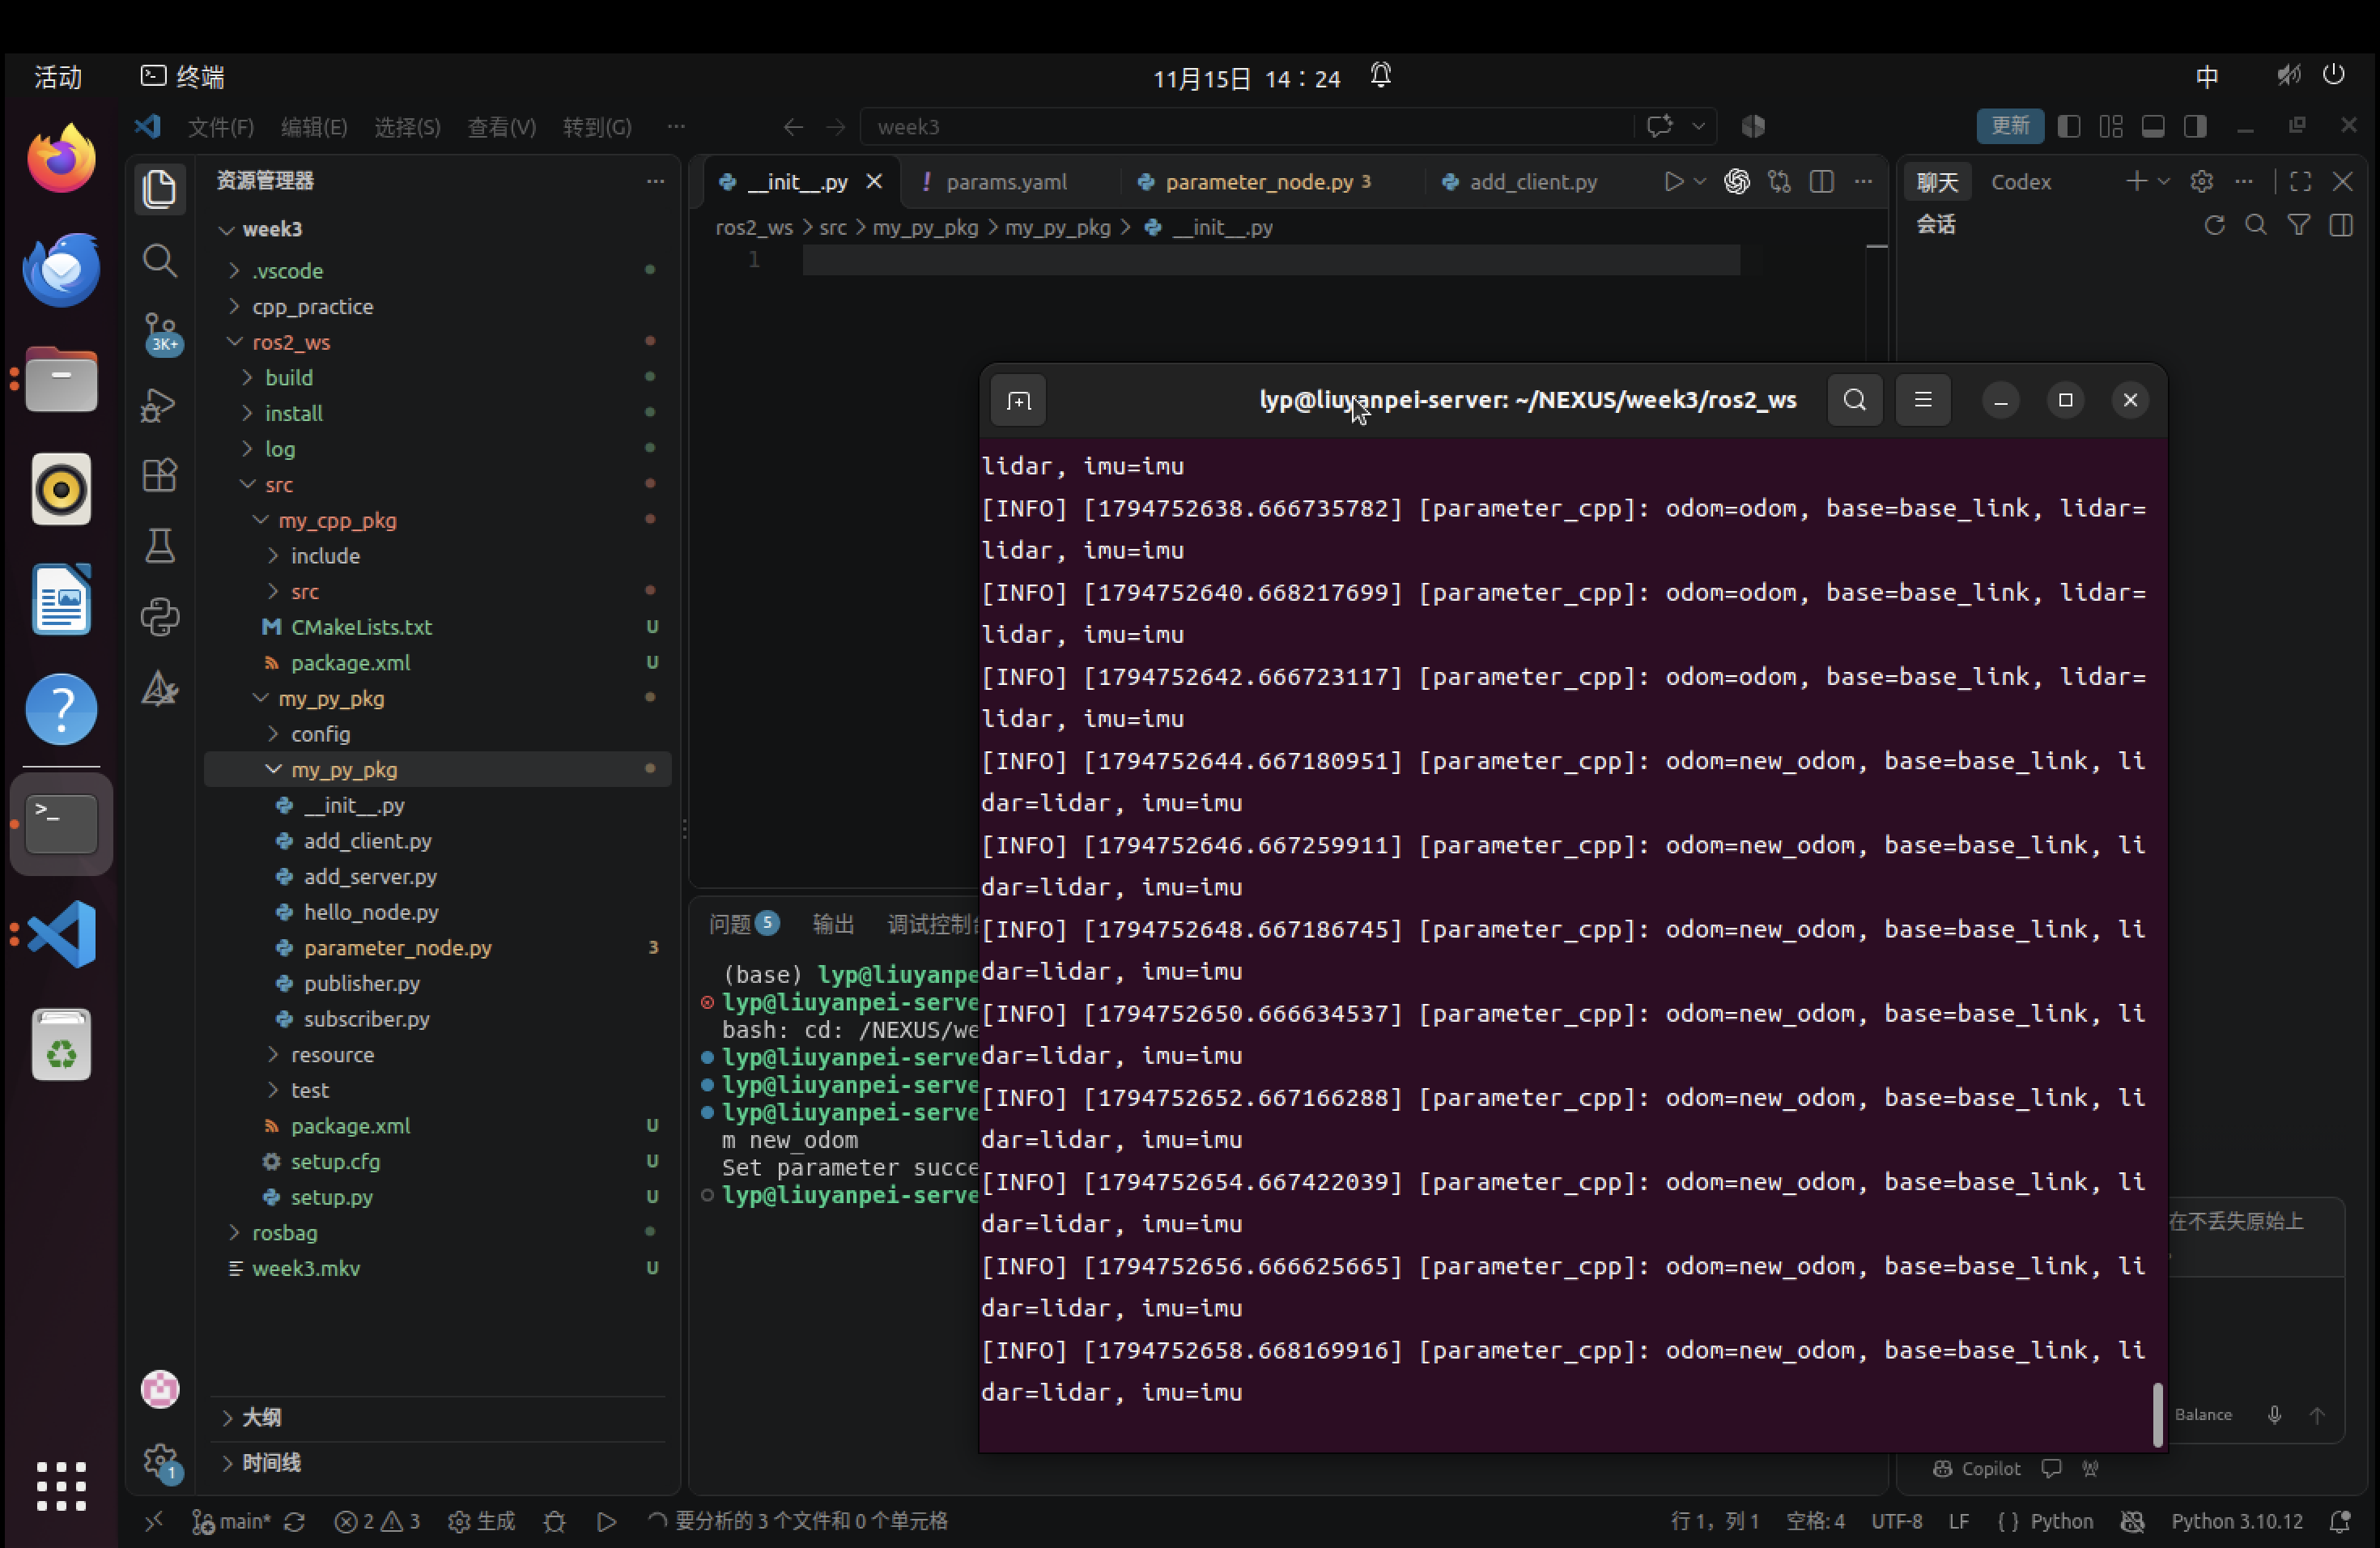 活动
终端
11月15日 14：24
中
文件(F) 编辑(E) 选择(S) 查看(V) 转到(G) ···
week3
更新
资源管理器
week3
.vscode
cpp_practice
ros2_ws
build
install
log
src
my_cpp_pkg
include
src
CMakeLists.txt U
package.xml U
my_py_pkg
config
my_py_pkg
__init__.py
add_client.py
add_server.py
hello_node.py
parameter_node.py 3
publisher.py
subscriber.py
resource
test
package.xml U
setup.cfg U
setup.py U
rosbag
week3.mkv U
大纲
时间线
3K+
1
__init__.py
params.yaml
parameter_node.py 3
add_client.py
ros2_ws > src > my_py_pkg > my_py_pkg > __init__.py
1
聊天 Codex
会话
lyp@liuyanpei-server: ~/NEXUS/week3/ros2_ws
lidar, imu=imu
[INFO] [1794752638.666735782] [parameter_cpp]: odom=odom, base=base_link, lidar=
lidar, imu=imu
[INFO] [1794752640.668217699] [parameter_cpp]: odom=odom, base=base_link, lidar=
lidar, imu=imu
[INFO] [1794752642.666723117] [parameter_cpp]: odom=odom, base=base_link, lidar=
lidar, imu=imu
[INFO] [1794752644.667180951] [parameter_cpp]: odom=new_odom, base=base_link, li
dar=lidar, imu=imu
[INFO] [1794752646.667259911] [parameter_cpp]: odom=new_odom, base=base_link, li
dar=lidar, imu=imu
[INFO] [1794752648.667186745] [parameter_cpp]: odom=new_odom, base=base_link, li
dar=lidar, imu=imu
[INFO] [1794752650.666634537] [parameter_cpp]: odom=new_odom, base=base_link, li
dar=lidar, imu=imu
[INFO] [1794752652.667166288] [parameter_cpp]: odom=new_odom, base=base_link, li
dar=lidar, imu=imu
[INFO] [1794752654.667422039] [parameter_cpp]: odom=new_odom, base=base_link, li
dar=lidar, imu=imu
[INFO] [1794752656.666625665] [parameter_cpp]: odom=new_odom, base=base_link, li
dar=lidar, imu=imu
[INFO] [1794752658.668169916] [parameter_cpp]: odom=new_odom, base=base_link, li
dar=lidar, imu=imu
问题 5 输出 调试控制
(base) lyp@liuyanpe
lyp@liuyanpei-serve
bash: cd: /NEXUS/we
lyp@liuyanpei-serve
lyp@liuyanpei-serve
lyp@liuyanpei-serve
m new_odom
Set parameter succe
lyp@liuyanpei-serve
在不丢失原始上
Balance
Copilot
main* 2 3 生成 要分析的 3 个文件和 0 个单元格
行 1，列 1 空格: 4 UTF-8 LF { } Python Python 3.10.12